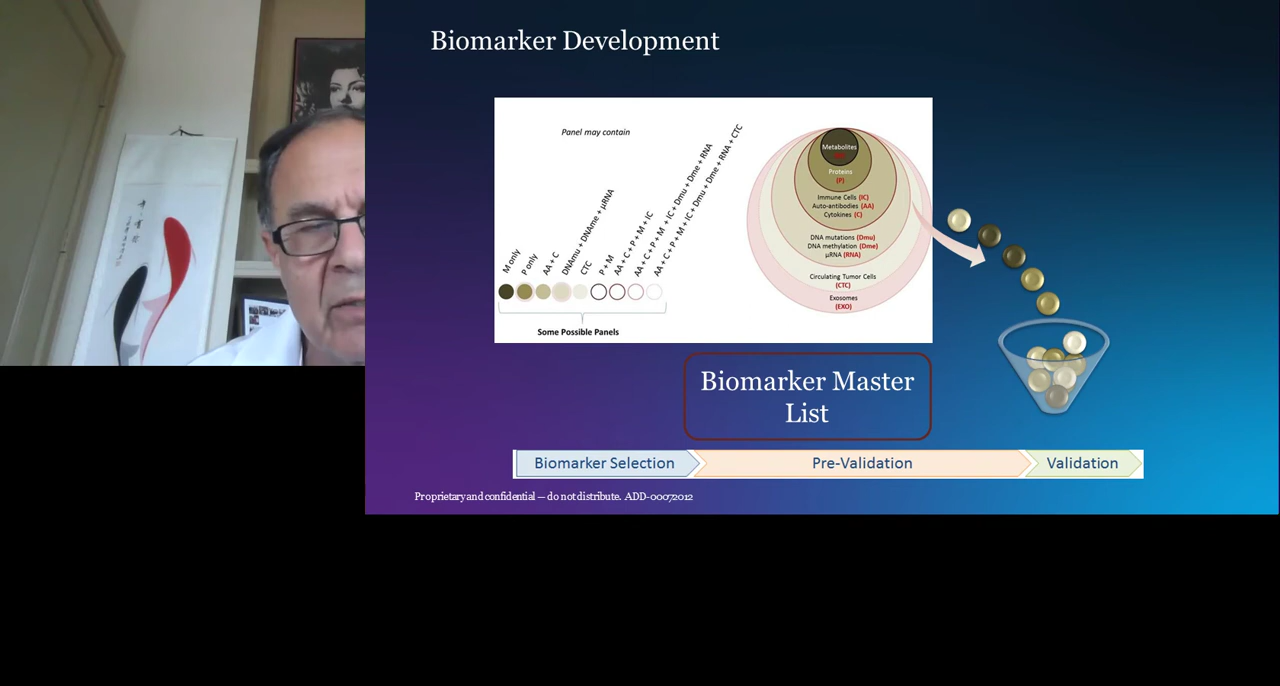 Biomarker Development
Panel may contain
M only
P only
AA + C
DNAmu + DNAme + µRNA
CTC
P + M
AA + C + P + M + IC
AA + C + P + M + IC + Dmu + Dme + RNA
AA + C + P + M + IC + Dmu + Dme + RNA + CTC
Some Possible Panels
Metabolites
Proteins
(P)
Immune Cells (IC)
Auto-antibodies (AA)
Cytokines (C)
DNA mutations (Dmu)
DNA methylation (Dme)
µRNA (RNA)
Circulating Tumor Cells
(CTC)
Exosomes
(EXO)
Biomarker Master
List
Biomarker Selection
Pre-Validation
Validation
Proprietary and confidential — do not distribute. ADD-00072012